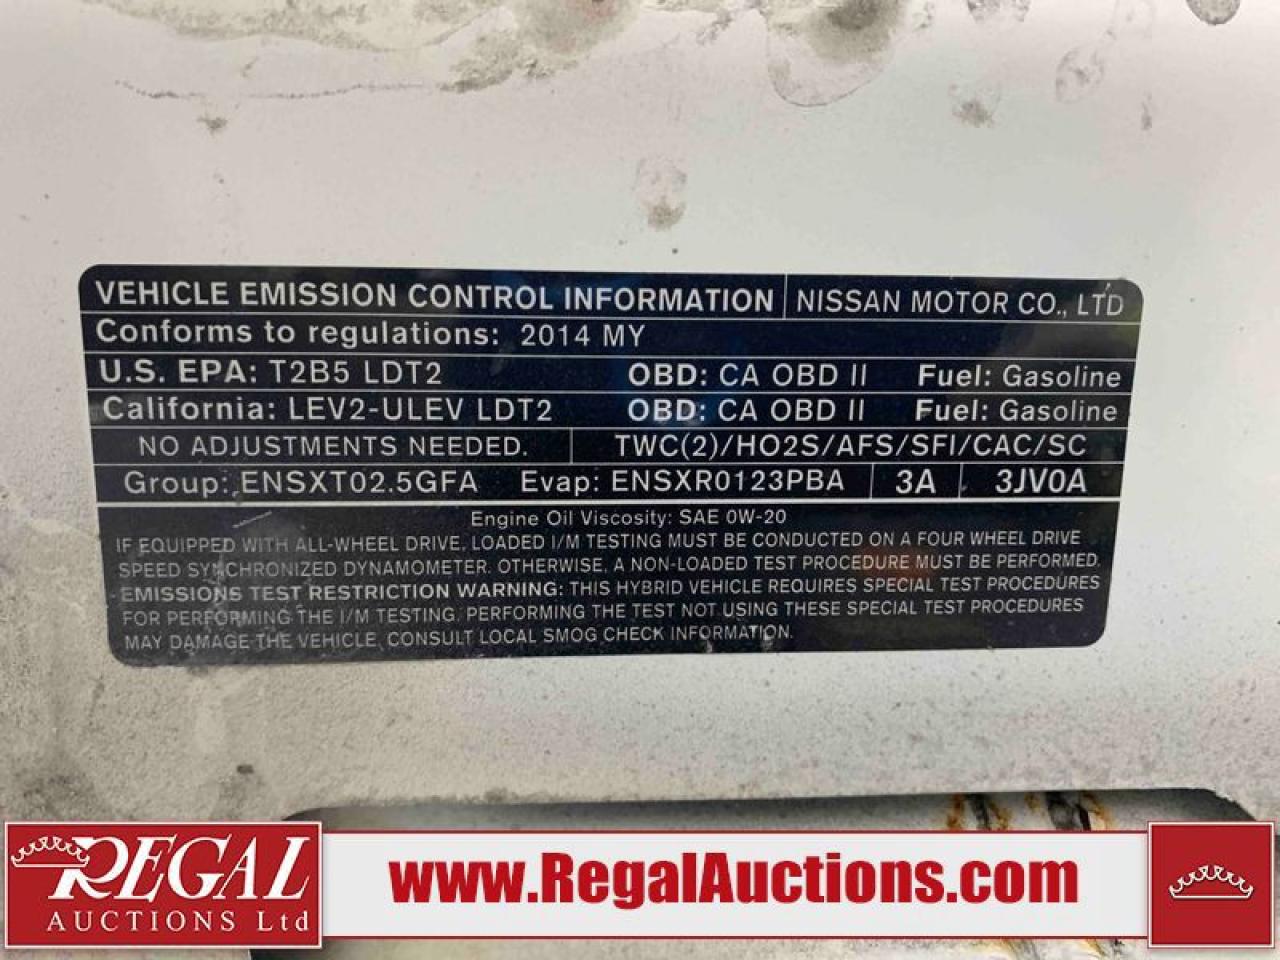 VEHICLE EMISSION CONTROL INFORMATION NISSAN MOTOR CO., LTD
Conforms to regulations: 2014 MY
U.S. EPA: T2B5 LDT2 OBD: CA OBD II Fuel: Gasoline
California: LEV2-ULEV LDT2 OBD: CA OBD II Fuel: Gasoline
NO ADJUSTMENTS NEEDED. TWC(2)/HO2S/AFS/SFI/CAC/SC
Group: ENSXT02.5GFA Evap: ENSXR0123PBA 3A 3JV0A
Engine Oil Viscosity: SAE 0W-20
IF EQUIPPED WITH ALL-WHEEL DRIVE, LOADED I/M TESTING MUST BE CONDUCTED ON A FOUR WHEEL DRIVE
SPEED SYNCHRONIZED DYNAMOMETER. OTHERWISE, A NON-LOADED TEST PROCEDURE MUST BE PERFORMED.
EMISSIONS TEST RESTRICTION WARNING: THIS HYBRID VEHICLE REQUIRES SPECIAL TEST PROCEDURES
FOR PERFORMING THE I/M TESTING. PERFORMING THE TEST NOT USING THESE SPECIAL TEST PROCEDURES
MAY DAMAGE THE VEHICLE, CONSULT LOCAL SMOG CHECK INFORMATION.
REGAL
AUCTIONS Ltd
www.RegalAuctions.com